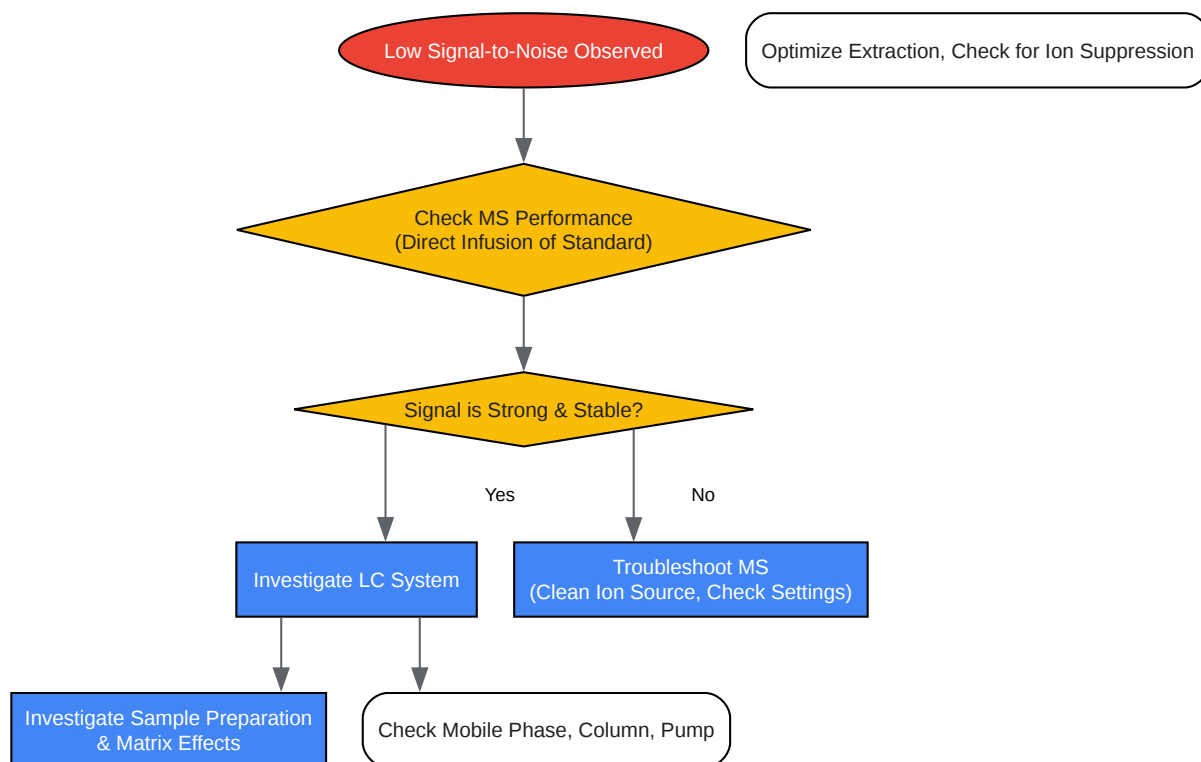 Low Signal-to-Noise Observed
Optimize Extraction, Check for Ion Suppression
Check MS Performance
(Direct Infusion of Standard)
Signal is Strong & Stable?
Yes
No
Investigate LC System
Troubleshoot MS
(Clean Ion Source, Check Settings)
Investigate Sample Preparation
& Matrix Effects
Check Mobile Phase, Column, Pump